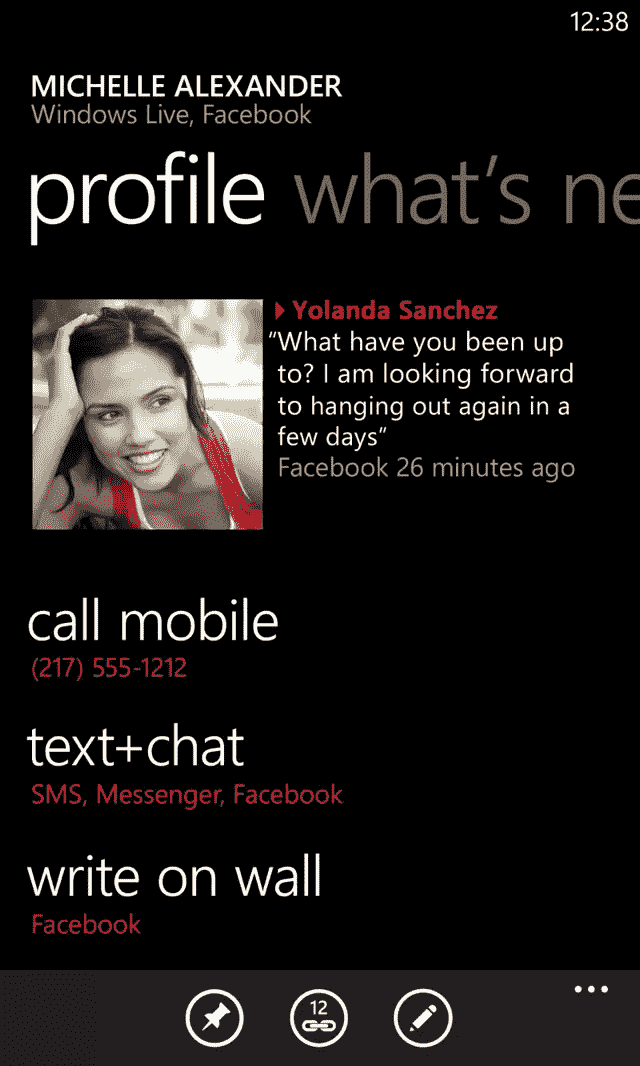 12:38
MICHELLE ALEXANDER
Windows Live, Facebook
profile what's ne
Yolanda Sanchez
“What have you been up
to? I am looking forward
to hanging out again in a
few days”
Facebook 26 minutes ago
call mobile
(217) 555-1212
text+chat
SMS, Messenger, Facebook
write on wall
Facebook
12